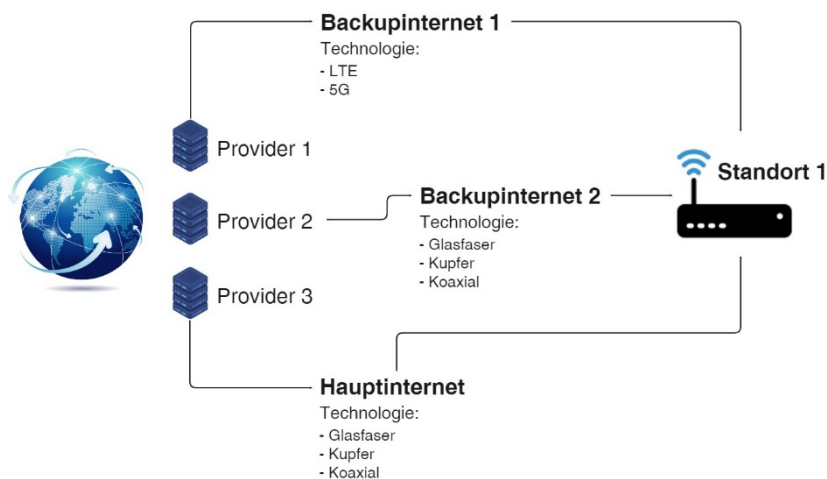 Backupinternet 1
Technologie:
- LTE
- 5G
Provider 1
Standort 1
Provider 2
Backupinternet 2
Technologie:
- Glasfaser
- Kupfer
- Koaxial
Provider 3
Hauptinternet
Technologie:
- Glasfaser
- Kupfer
- Koaxial